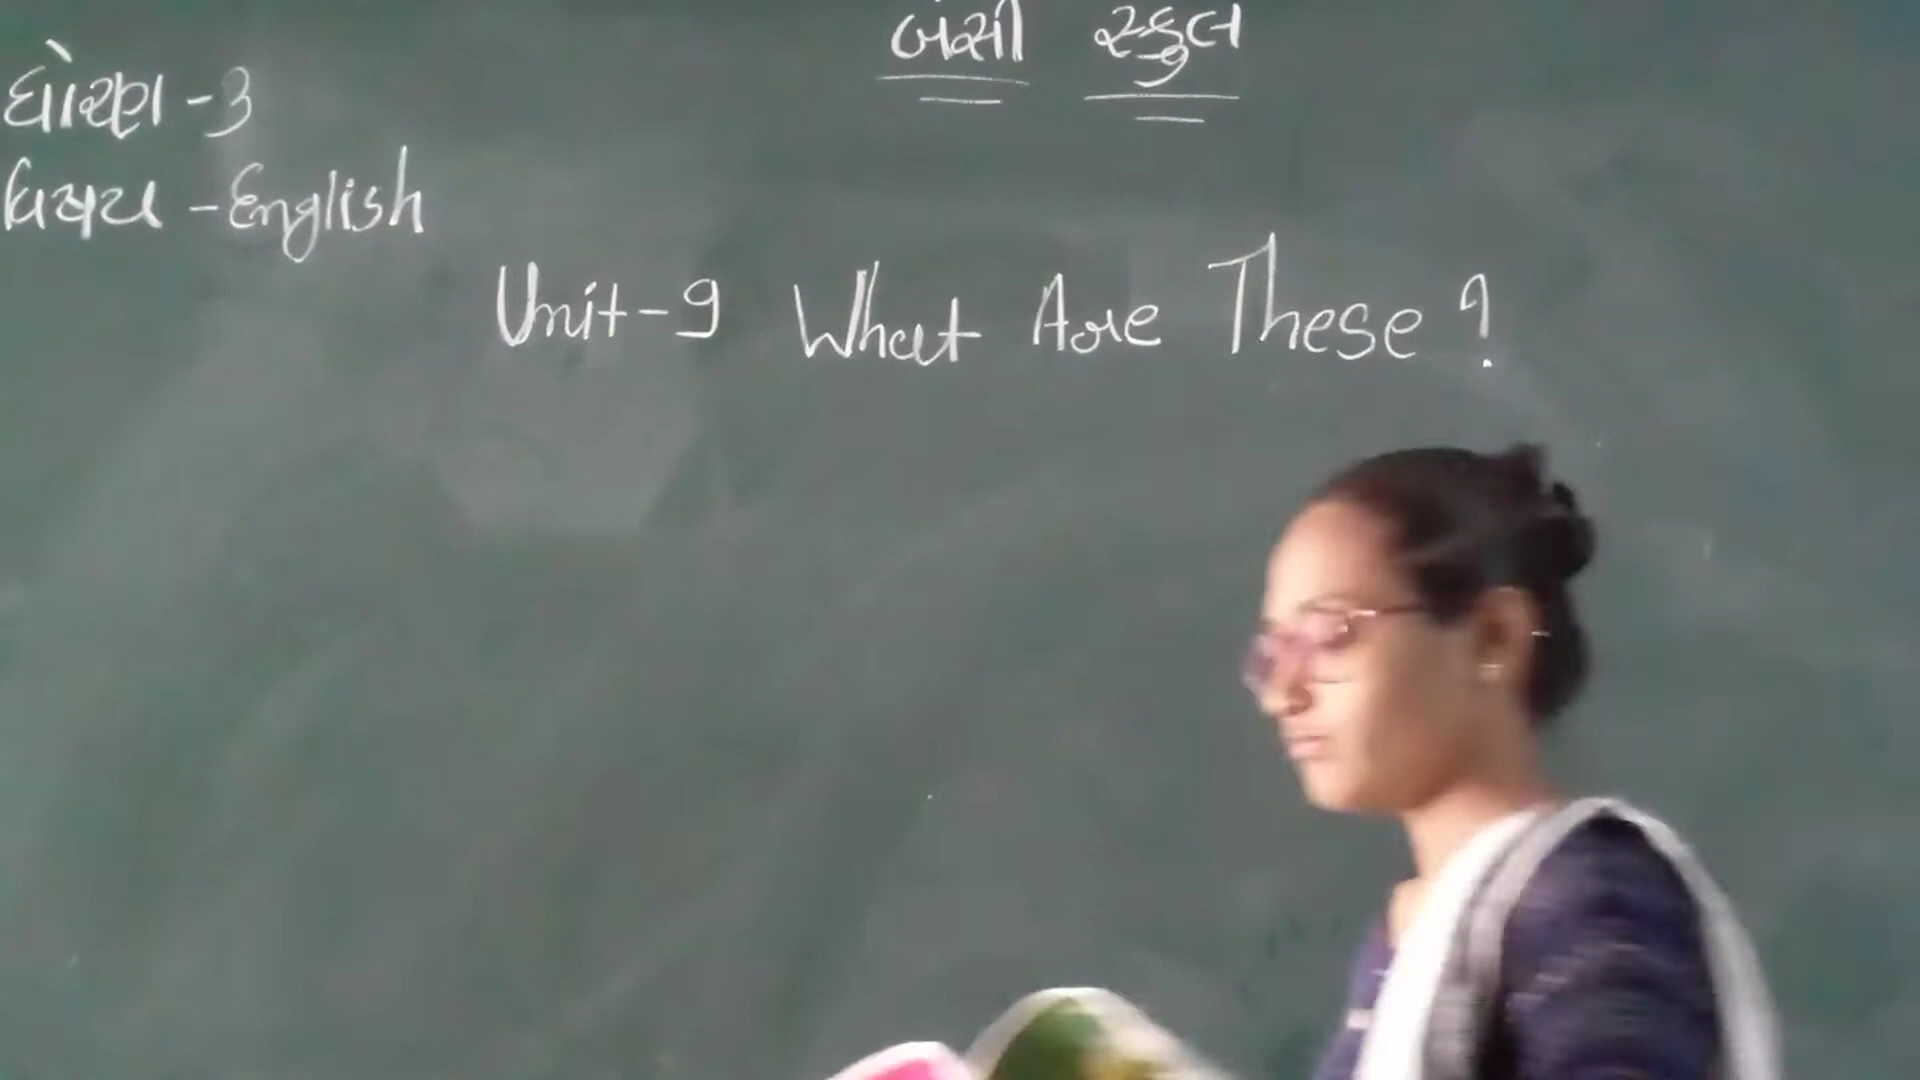 બંસી સ્કુલ
ધોરણ - 3
વિષય - English
Unit - 9 What Are These ?